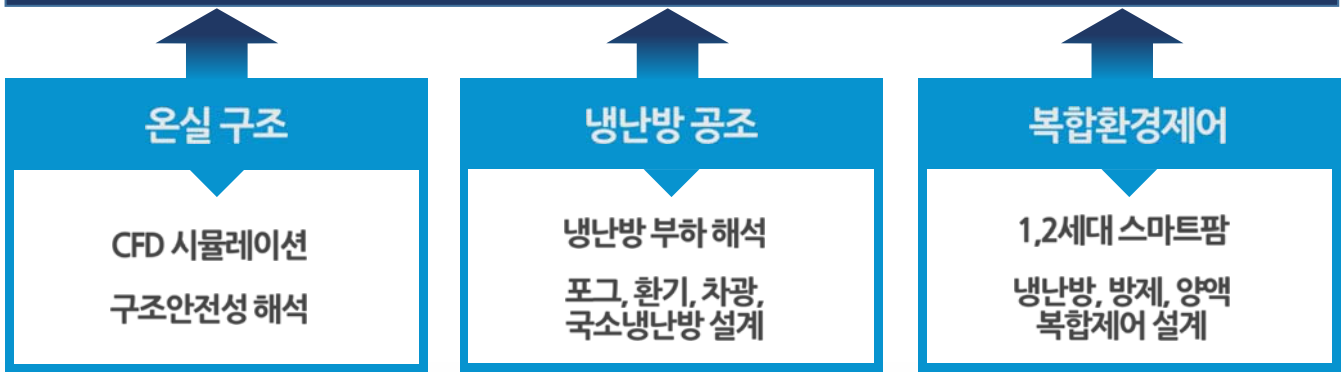 온실 구조
CFD 시뮬레이션
구조안전성 해석
냉난방 공조
냉난방 부하 해석
포그, 환기, 차광,
국소냉난방 설계
복합환경제어
1,2세대 스마트팜
냉난방, 방제, 양액
복합제어 설계